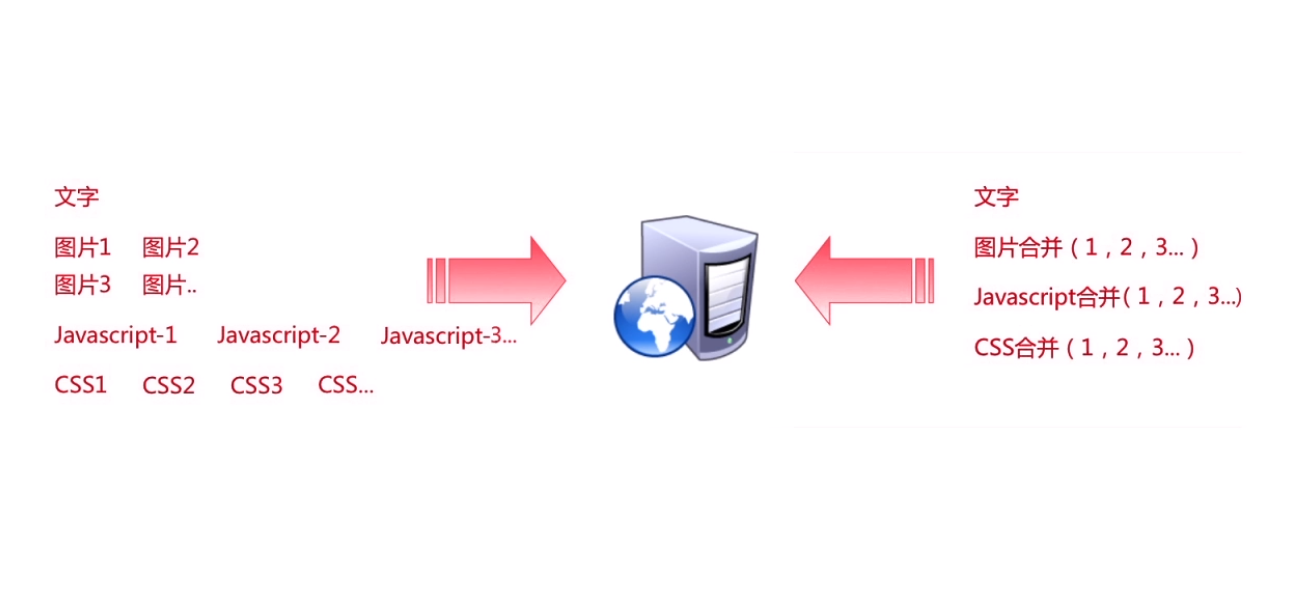 文字
图片1 图片2
图片3 图片..
Javascript-1 Javascript-2 Javascript-3...
CSS1 CSS2 CSS3 CSS...
文字
图片合并（1，2，3...）
Javascript合并(1，2，3...)
CSS合并（1，2，3...）